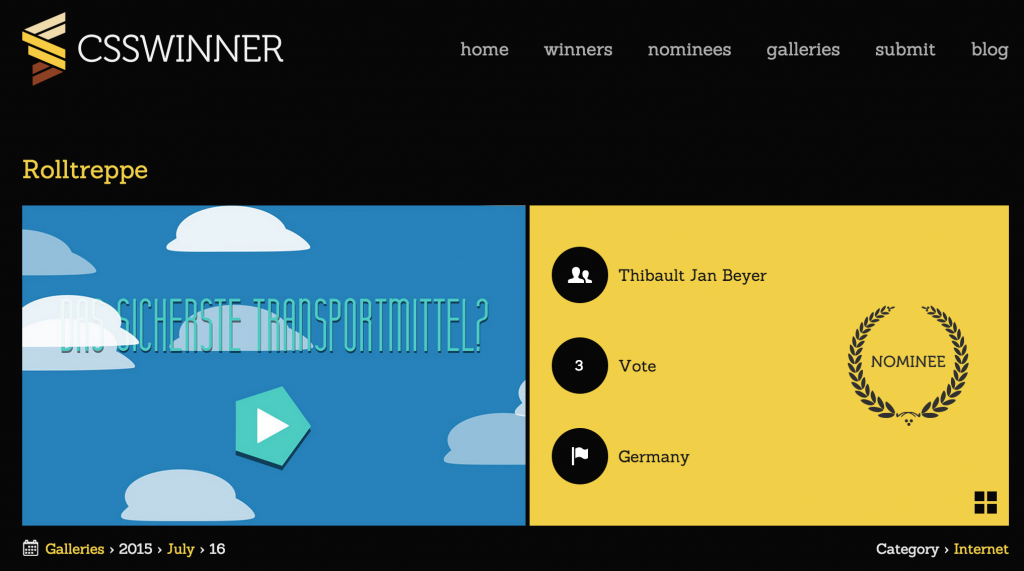 CSSWINNER
home winners nominees galleries submit blog
Rolltreppe
DAS SICHERSTE TRANSPORTMITTEL?
Thibault Jan Beyer
3 Vote
NOMINEE
Germany
Galleries › 2015 › July › 16
Category › Internet